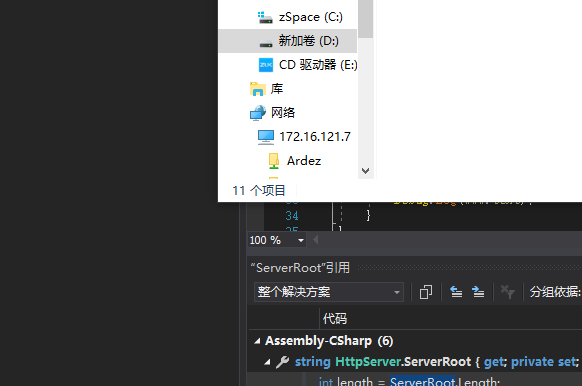 zSpace (C:)
新加卷 (D:)
CD 驱动器 (E:)
库
网络
172.16.121.7
Ardez
11 个项目
34 }
100 %
“ServerRoot”引用
整个解决方案
分组依据:
代码
Assembly-CSharp (6)
string HttpServer.ServerRoot { get; private set;
int length = ServerRoot.Length;